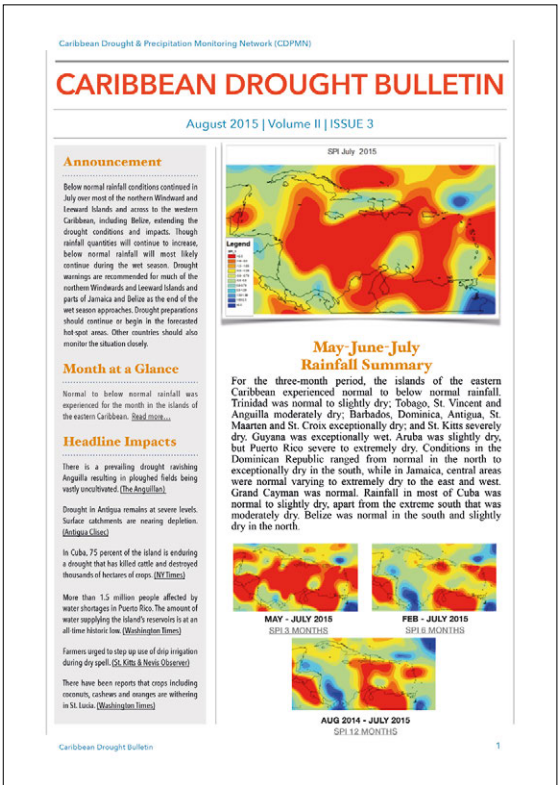 Caribbean Drought & Precipitation Monitoring Network (CDPMN)
CARIBBEAN DROUGHT BULLETIN
August 2015 | Volume II | ISSUE 3
Announcement
Below normal rainfall conditions continued in
July over most of the northern Windward and
Leeward Islands and across to the western
Caribbean, including Belize, extending the
drought conditions and impacts. Though
rainfall quantities will continue to increase,
below normal rainfall will most likely
continue during the wet season. Drought
warnings are recommended for much of the
northern Windwards and Leeward Islands and
parts of Jamaica and Belize as the end of the
wet season approaches. Drought preparations
should continue or begin in the forecasted
hot-spot areas. Other countries should also
monitor the situation closely.
Month at a Glance
Normal to below normal rainfall was
experienced for the month in the islands of
the eastern Caribbean. Read more...
Headline Impacts
There is a prevailing drought ravishing
Anguilla resulting in ploughed fields being
vastly uncultivated. (The Anguillan)
Drought in Antigua remains at severe levels.
Surface catchments are nearing depletion.
(Antigua Clisec)
In Cuba, 75 percent of the island is enduring
a drought that has killed cattle and destroyed
thousands of hectares of crops. (NY Times)
More than 1.5 million people affected by
water shortages in Puerto Rico. The amount of
water supplying the island's reservoirs is at an
all-time historic low. (Washington Times)
Farmers urged to step up use of drip irrigation
during dry spell. (St. Kitts & Nevis Observer)
There have been reports that crops including
coconuts, cashews and oranges are withering
in St. Lucia. (Washington Times)
SPI July 2015
Legend
May-June-July
Rainfall Summary
For the three-month period, the islands of the eastern
Caribbean experienced normal to below normal rainfall.
Trinidad was normal to slightly dry; Tobago, St. Vincent and
Anguilla moderately dry; Barbados, Dominica, Antigua, St.
Maarten and St. Croix exceptionally dry; and St. Kitts severely
dry. Guyana was exceptionally wet. Aruba was slightly dry,
but Puerto Rico severe to extremely dry. Conditions in the
Dominican Republic ranged from normal in the north to
exceptionally dry in the south, while in Jamaica, central areas
were normal varying to extremely dry to the east and west.
Grand Cayman was normal. Rainfall in most of Cuba was
normal to slightly dry, apart from the extreme south that was
moderately dry. Belize was normal in the south and slightly
dry in the north.
MAY - JULY 2015
SPI 3 MONTHS
FEB - JULY 2015
SPI 6 MONTHS
AUG 2014 - JULY 2015
SPI 12 MONTHS
Caribbean Drought Bulletin
1